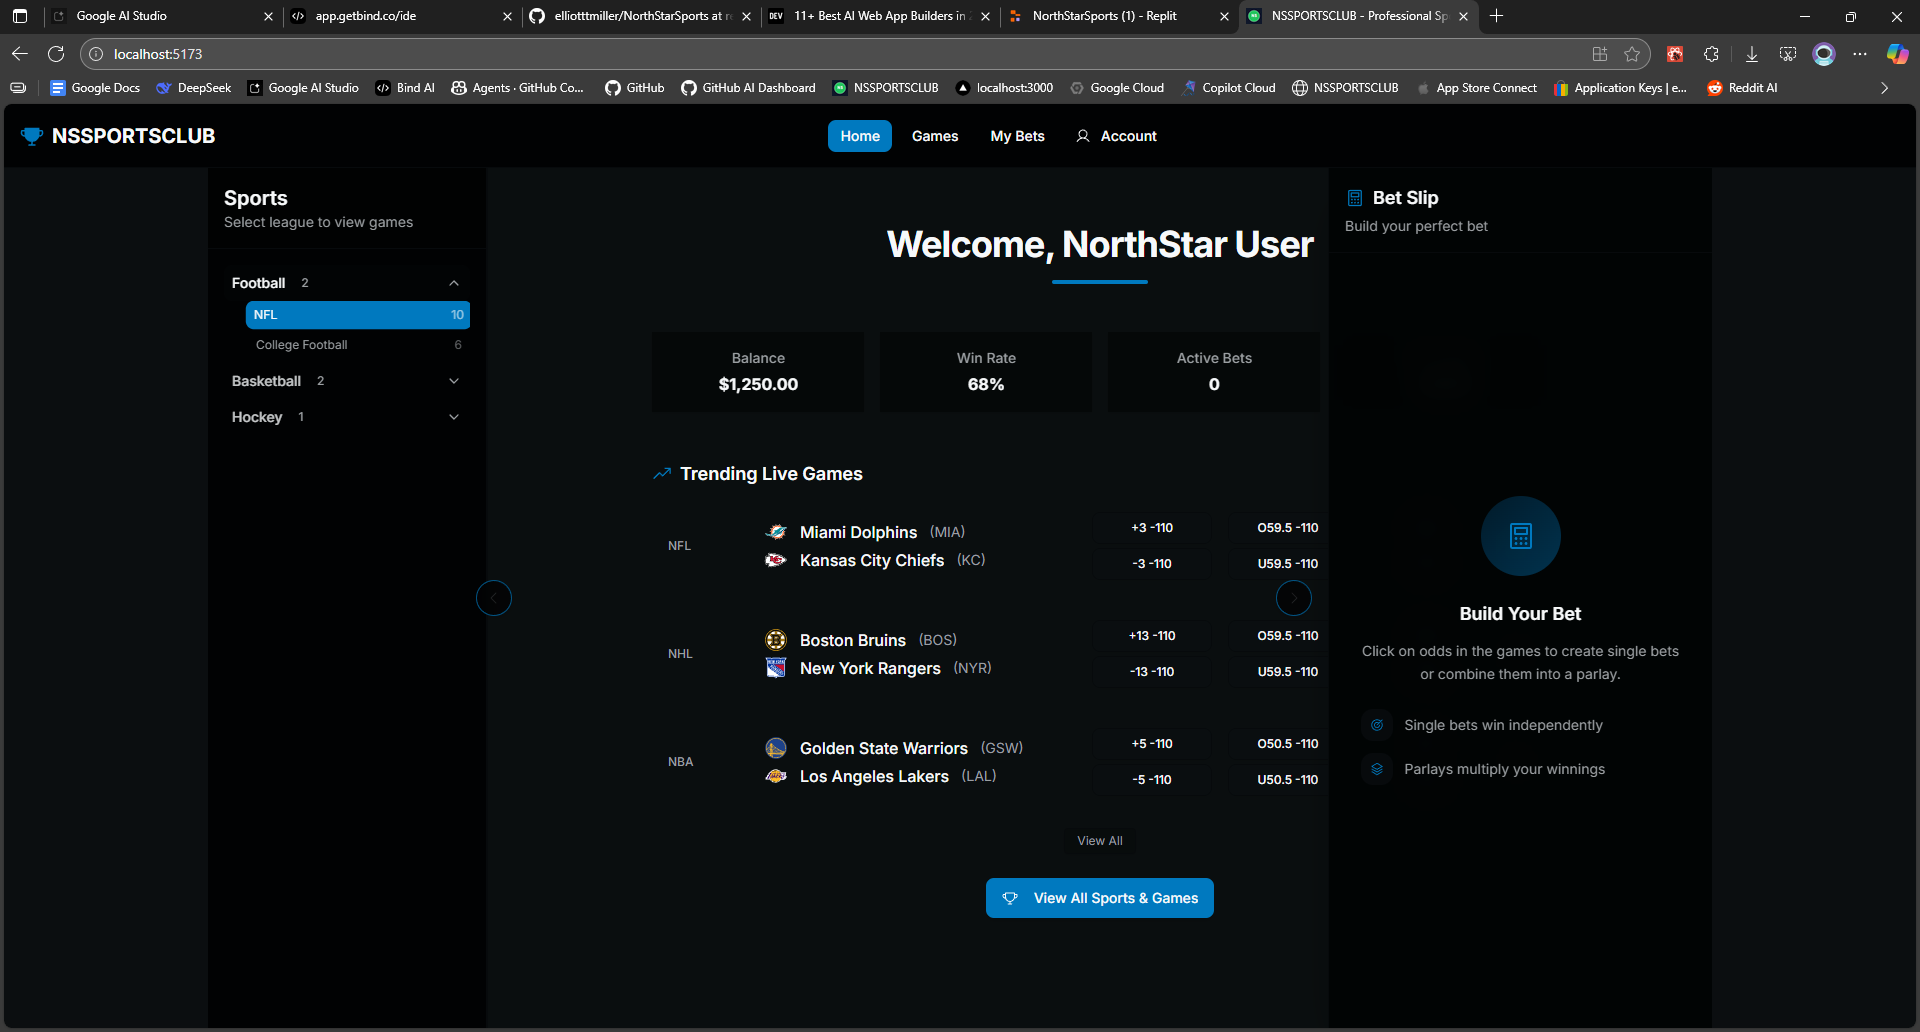 Google AI Studio
app.getbind.co/ide
elliotttmiller/NorthStarSports at re
11+ Best AI Web App Builders in 2
NorthStarSports (1) - Replit
NSSPORTSCLUB - Professional Sp
localhost:5173
Google Docs
DeepSeek
Google AI Studio
Bind AI
Agents · GitHub Co...
GitHub
GitHub AI Dashboard
NSSPORTSCLUB
localhost:3000
Google Cloud
Copilot Cloud
NSSPORTSCLUB
App Store Connect
Application Keys | e...
Reddit AI
NSSPORTSCLUB
Home
Games
My Bets
Account
Sports
Select league to view games
Football 2
NFL 10
College Football 6
Basketball 2
Hockey 1
Welcome, NorthStar User
Balance
$1,250.00
Win Rate
68%
Active Bets
0
Trending Live Games
NFL
Miami Dolphins (MIA)
Kansas City Chiefs (KC)
+3 -110
O59.5 -110
-3 -110
U59.5 -110
NHL
Boston Bruins (BOS)
New York Rangers (NYR)
+13 -110
O59.5 -110
-13 -110
U59.5 -110
NBA
Golden State Warriors (GSW)
Los Angeles Lakers (LAL)
+5 -110
O50.5 -110
-5 -110
U50.5 -110
View All
View All Sports & Games
Bet Slip
Build your perfect bet
Build Your Bet
Click on odds in the games to create single bets
or combine them into a parlay.
Single bets win independently
Parlays multiply your winnings